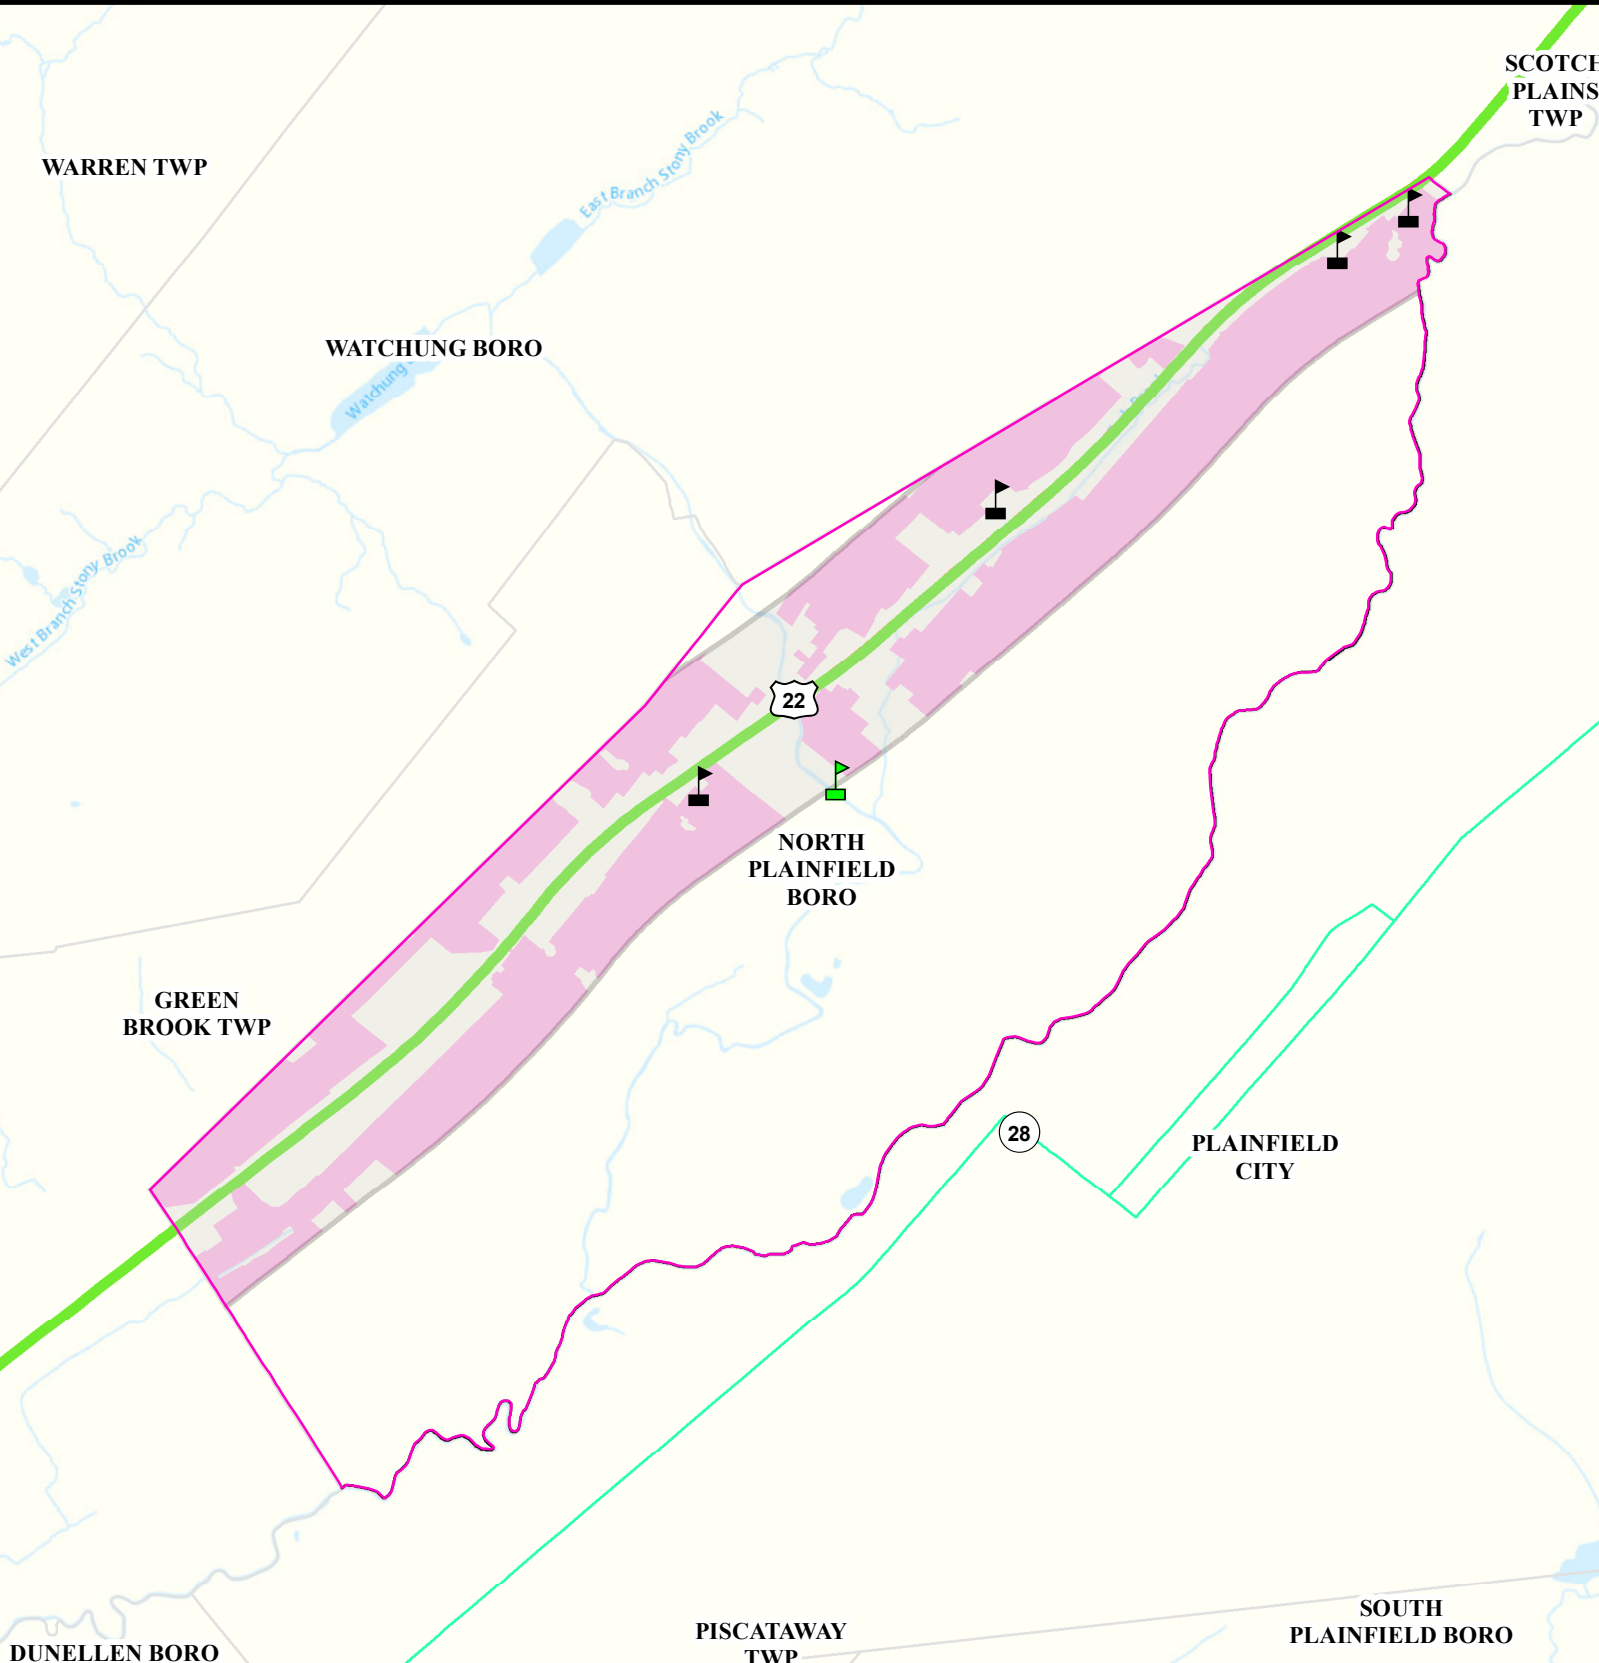 SCOTCH
PLAINS
TWP
East Branch Stony Brook
WARREN TWP
WATCHUNG BORO
Watchung
West Branch Stony Brook
22
NORTH
PLAINFIELD
BORO
GREEN
BROOK TWP
28
PLAINFIELD
CITY
SOUTH
PLAINFIELD BORO
PISCATAWAY
TWP
DUNELLEN BORO